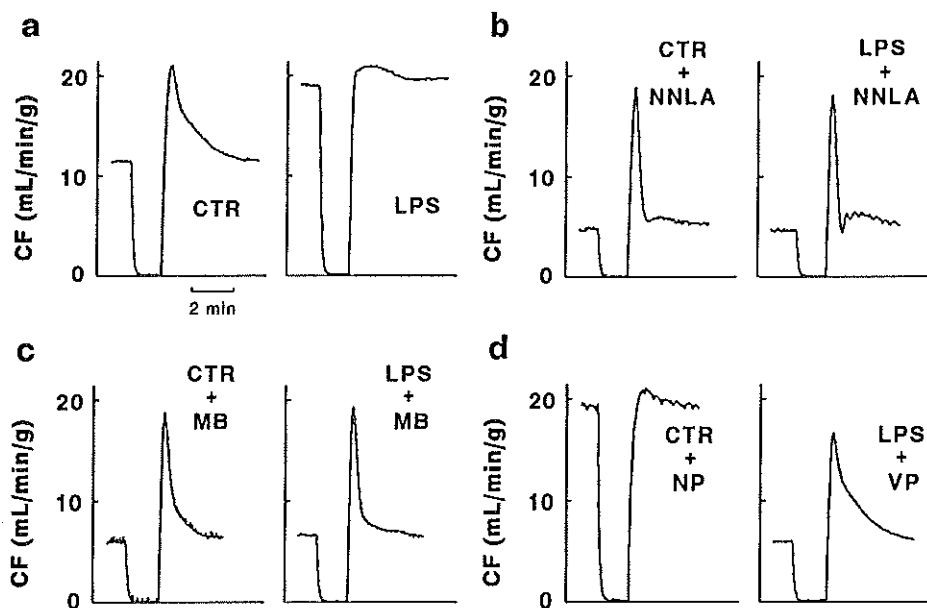 a
CF (mL/min/g)
20
10
0
CTR
LPS
2 min
b
CF (mL/min/g)
20
10
0
CTR
+
NNLA
LPS
+
NNLA
c
CF (mL/min/g)
20
10
0
CTR
+
MB
LPS
+
MB
d
CF (mL/min/g)
20
10
0
CTR
+
NP
LPS
+
VP